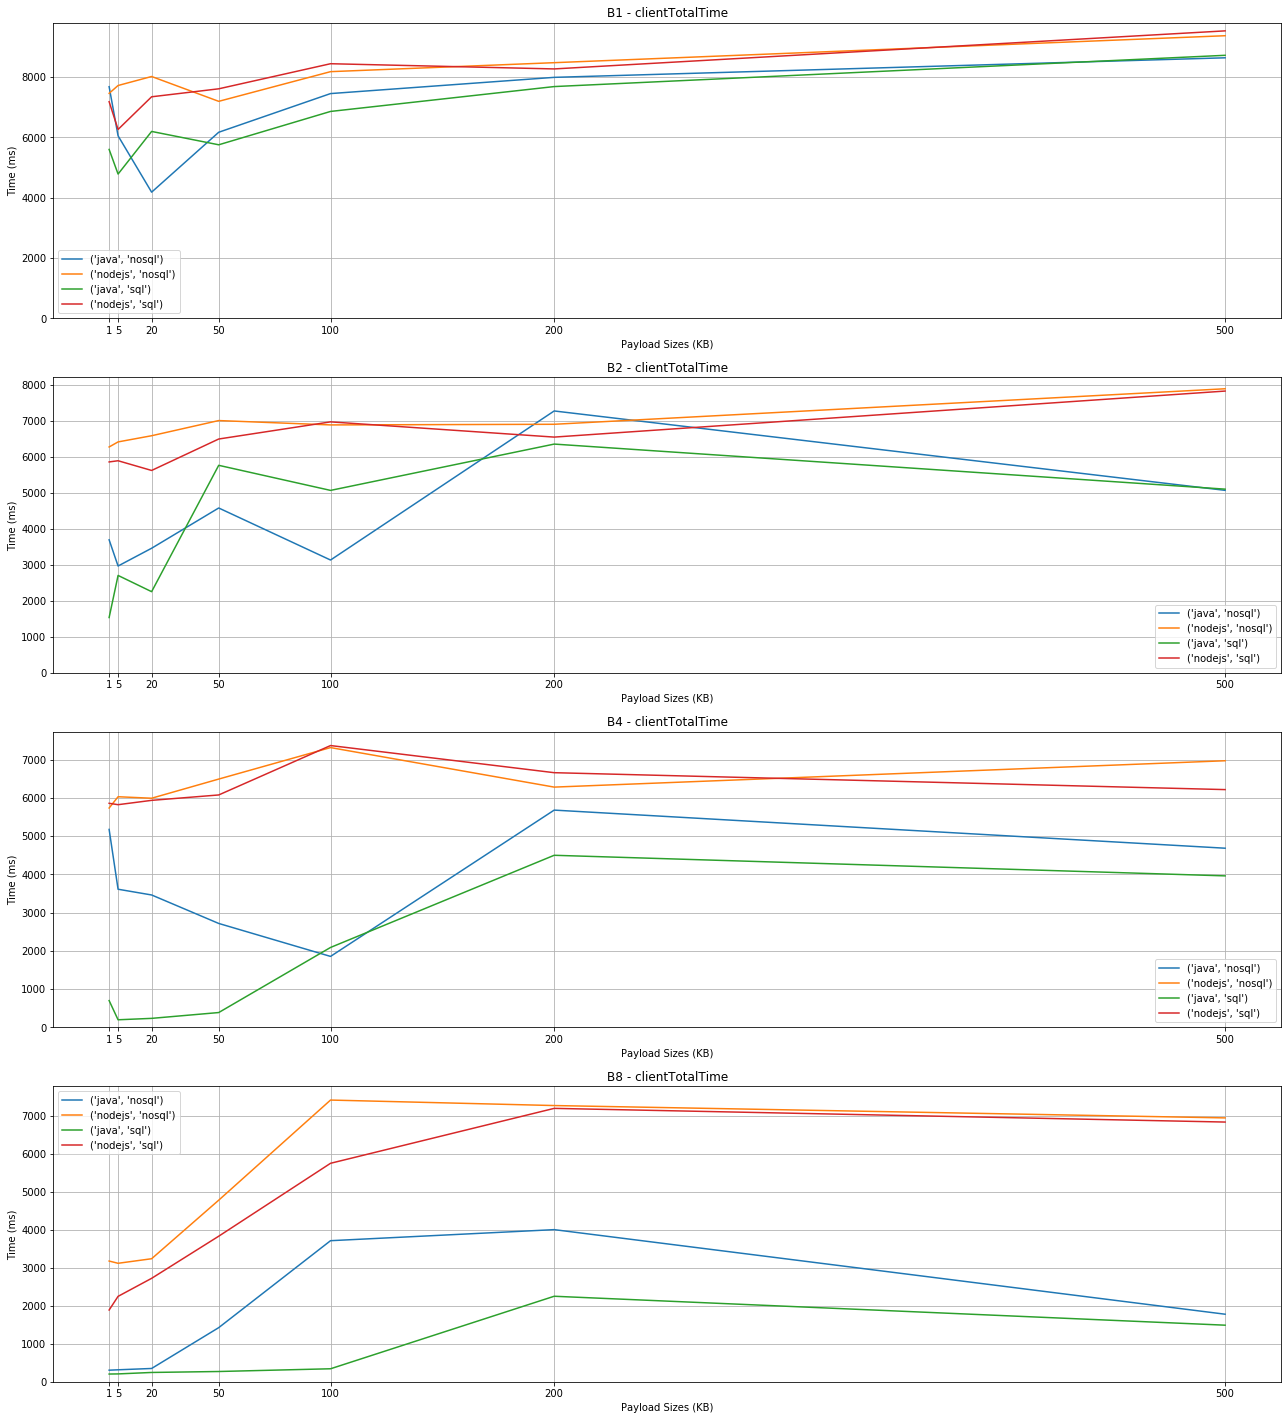 B1 - clientTotalTime
8000
6000
4000
2000
0
Time (ms)
('java', 'nosql')
('nodejs', 'nosql')
('java', 'sql')
('nodejs', 'sql')
1 5 20 50 100 200 500
Payload Sizes (KB)
B2 - clientTotalTime
8000
7000
6000
5000
4000
3000
2000
1000
0
Time (ms)
('java', 'nosql')
('nodejs', 'nosql')
('java', 'sql')
('nodejs', 'sql')
1 5 20 50 100 200 500
Payload Sizes (KB)
B4 - clientTotalTime
7000
6000
5000
4000
3000
2000
1000
0
Time (ms)
('java', 'nosql')
('nodejs', 'nosql')
('java', 'sql')
('nodejs', 'sql')
1 5 20 50 100 200 500
Payload Sizes (KB)
B8 - clientTotalTime
('java', 'nosql')
('nodejs', 'nosql')
('java', 'sql')
('nodejs', 'sql')
7000
6000
5000
4000
3000
2000
1000
0
Time (ms)
1 5 20 50 100 200 500
Payload Sizes (KB)